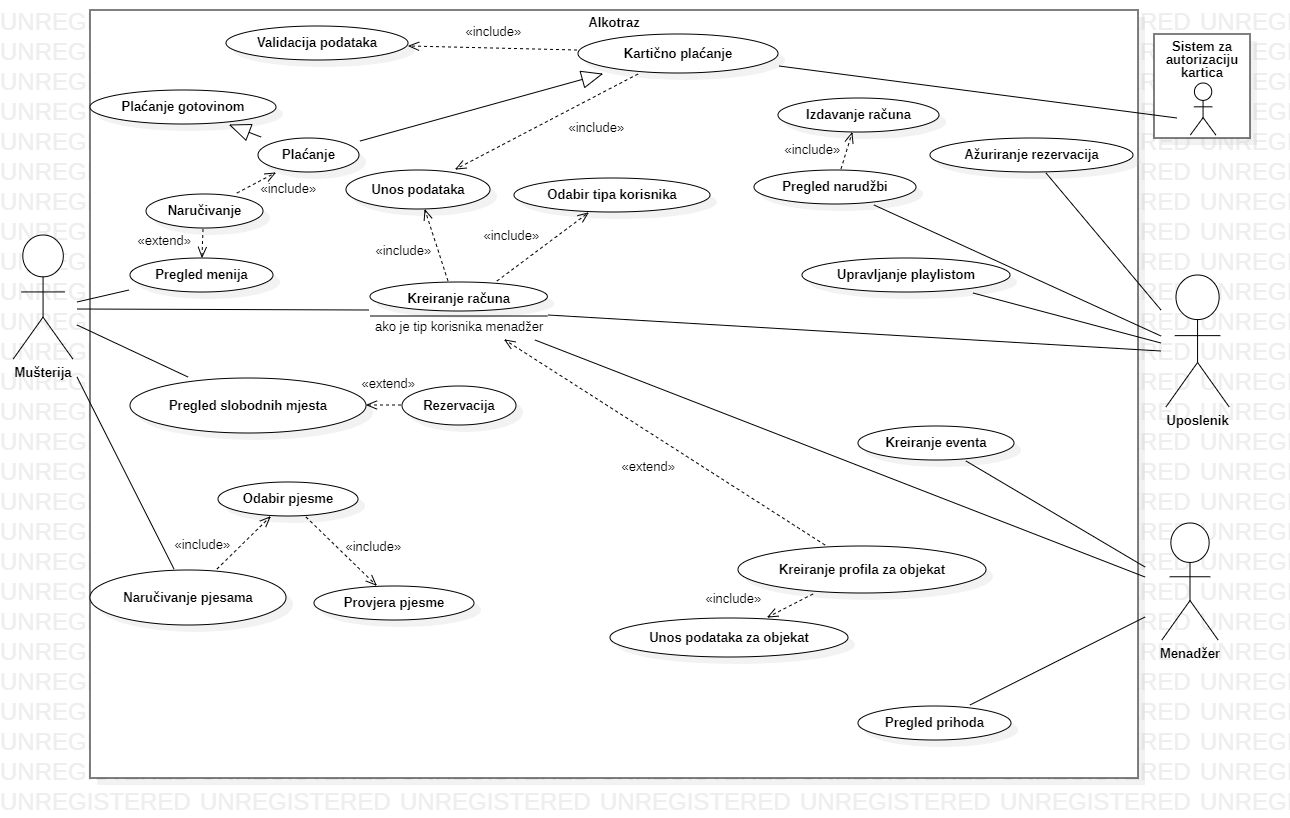 Alkotraz
«include»
Validacija podataka
Kartično plaćanje
Sistem za
autorizaciju
kartica
Plaćanje gotovinom
«include»
Izdavanje računa
«include»
Plaćanje
Ažuriranje rezervacija
«include»
Unos podataka
Odabir tipa korisnika
Pregled narudžbi
Naručivanje
«extend»
«include»
«include»
Pregled menija
Upravljanje playlistom
Kreiranje računa
ako je tip korisnika menadžer
Mušterija
«extend»
Pregled slobodnih mjesta
Rezervacija
Uposlenik
Kreiranje eventa
«extend»
Odabir pjesme
«include»
«include»
Kreiranje profila za objekat
Naručivanje pjesama
Provjera pjesme
«include»
Unos podataka za objekat
Menadžer
Pregled prihoda
UNREGISTERED UNREGISTERED UNREGISTERED UNREGISTERED UNREGISTERED UNREGISTERED UNREGI